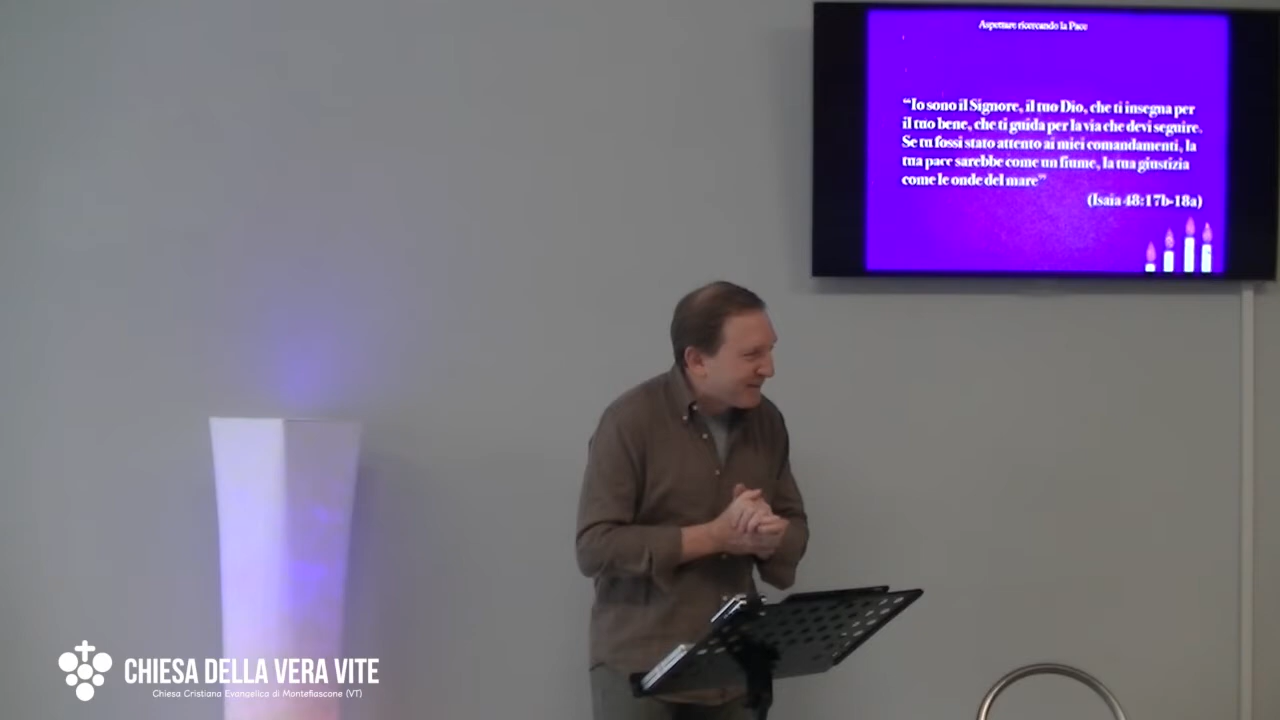 Aspettare ricercando la Pace
“Io sono il Signore, il tuo Dio, che ti insegna per
il tuo bene, che ti guida per la via che devi seguire.
Se tu fossi stato attento ai miei comandamenti, la
tua pace sarebbe come un fiume, la tua giustizia
come le onde del mare”
(Isaia 48:17b-18a)
CHIESA DELLA VERA VITE
Chiesa Cristiana Evangelica di Montefiascone (VT)